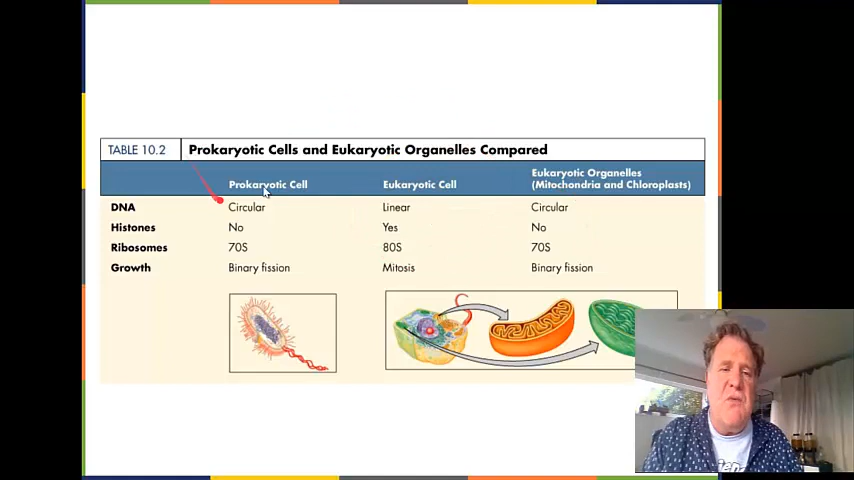 TABLE 10.2 Prokaryotic Cells and Eukaryotic Organelles Compared
Prokaryotic Cell Eukaryotic Cell Eukaryotic Organelles (Mitochondria and Chloroplasts)
DNA Circular Linear Circular
Histones No Yes No
Ribosomes 70S 80S 70S
Growth Binary fission Mitosis Binary fission